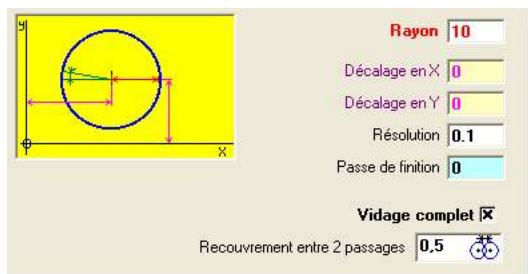 y
x
Rayon 10
Décalage en X 0
Décalage en Y 0
Résolution 0.1
Passe de finition 0
Vidage complet
Recouvrement entre 2 passages 0,5